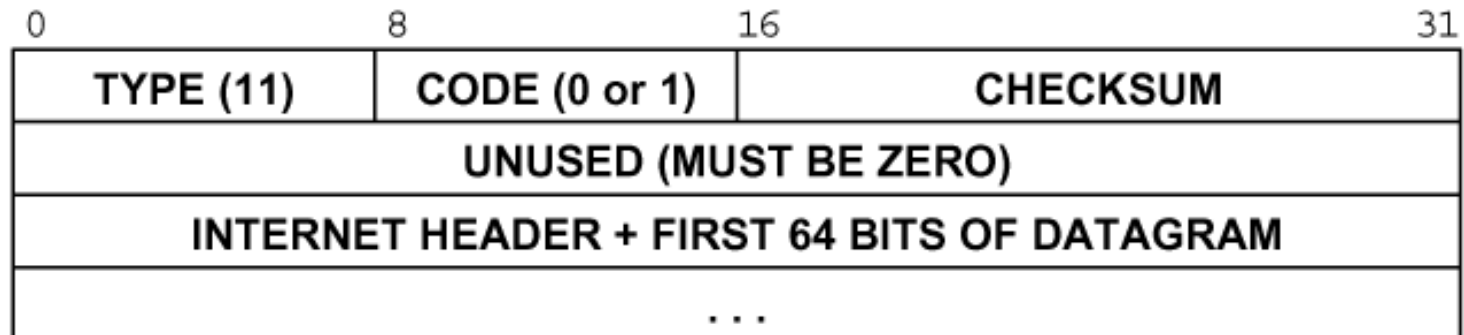 0 8 16 31
TYPE (11) CODE (0 or 1) CHECKSUM
UNUSED (MUST BE ZERO)
INTERNET HEADER + FIRST 64 BITS OF DATAGRAM
...